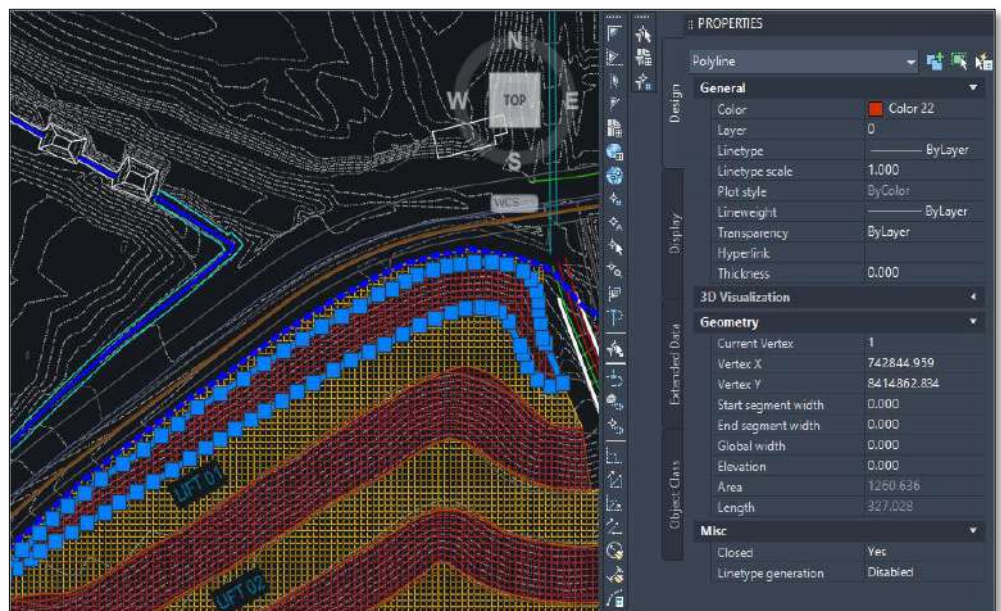 PROPERTIES
Polyline
General
Color Color 22
Layer 0
Linetype ByLayer
Linetype scale 1.000
Plot style ByColor
Lineweight ByLayer
Transparency ByLayer
Hyperlink
Thickness 0.000
3D Visualization
Geometry
Current Vertex 1
Vertex X 742844.959
Vertex Y 8414862.834
Start segment width 0.000
End segment width 0.000
Global width 0.000
Elevation 0.000
Area 1260.636
Length 327.028
Misc
Closed Yes
Linetype generation Disabled
Design
Display
Extended Data
Object Class
N
W TOP E
S
WCS
LIFT 01
LIFT 02